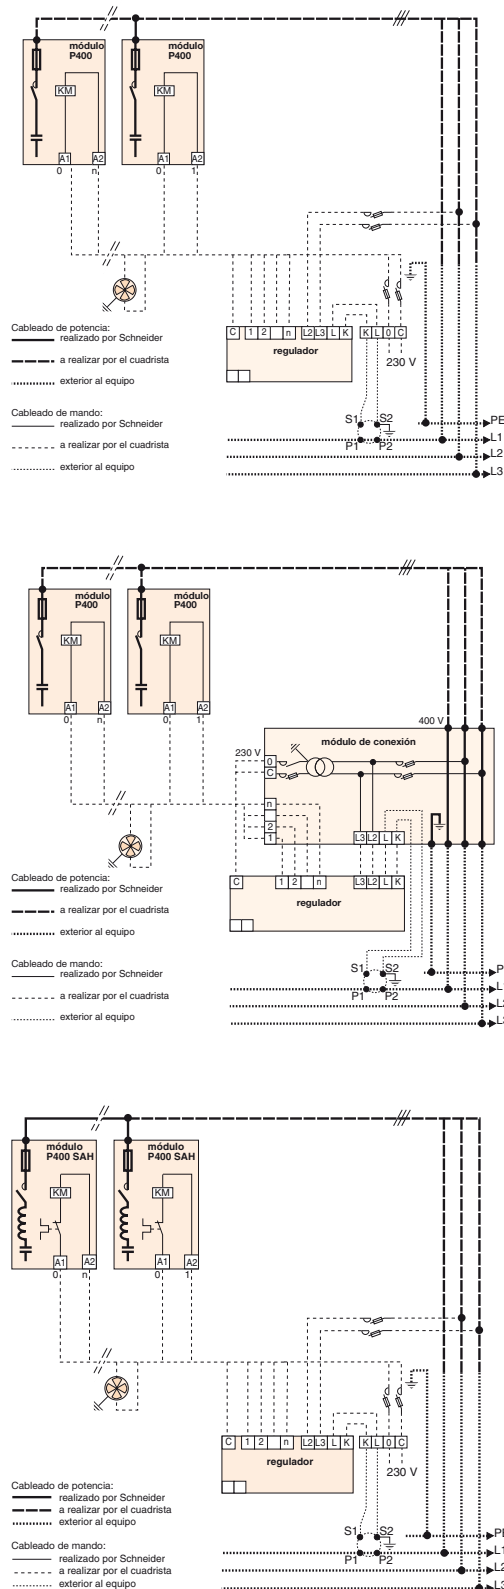 módulo P400
módulo P400
KM
KM
A1 A2
A1 A2
0 n
0 1
C 1 2 n L2 L3 L K
K L 0 C
regulador
230 V
Cableado de potencia:
realizado por Schneider
a realizar por el cuadrista
exterior al equipo
Cableado de mando:
realizado por Schneider
a realizar por el cuadrista
exterior al equipo
S1 S2
PE
P1 P2
L1
L2
L3
módulo P400
módulo P400
KM
KM
A1 A2
A1 A2
0 n
0 1
400 V
módulo de conexión
230 V
0
C
n
2
1
L3 L2 L K
C 1 2 n L3 L2 L K
regulador
Cableado de potencia:
realizado por Schneider
a realizar por el cuadrista
exterior al equipo
Cableado de mando:
realizado por Schneider
a realizar por el cuadrista
exterior al equipo
S1 S2
P1 P2
módulo P400 SAH
módulo P400 SAH
KM
KM
A1 A2
A1 A2
0 n
0 1
C 1 2 n L2 L3 L K
K L 0 C
regulador
230 V
Cableado de potencia:
realizado por Schneider
a realizar por el cuadrista
exterior al equipo
Cableado de mando:
realizado por Schneider
a realizar por el cuadrista
exterior al equipo
S1 S2
P1 P2
L1